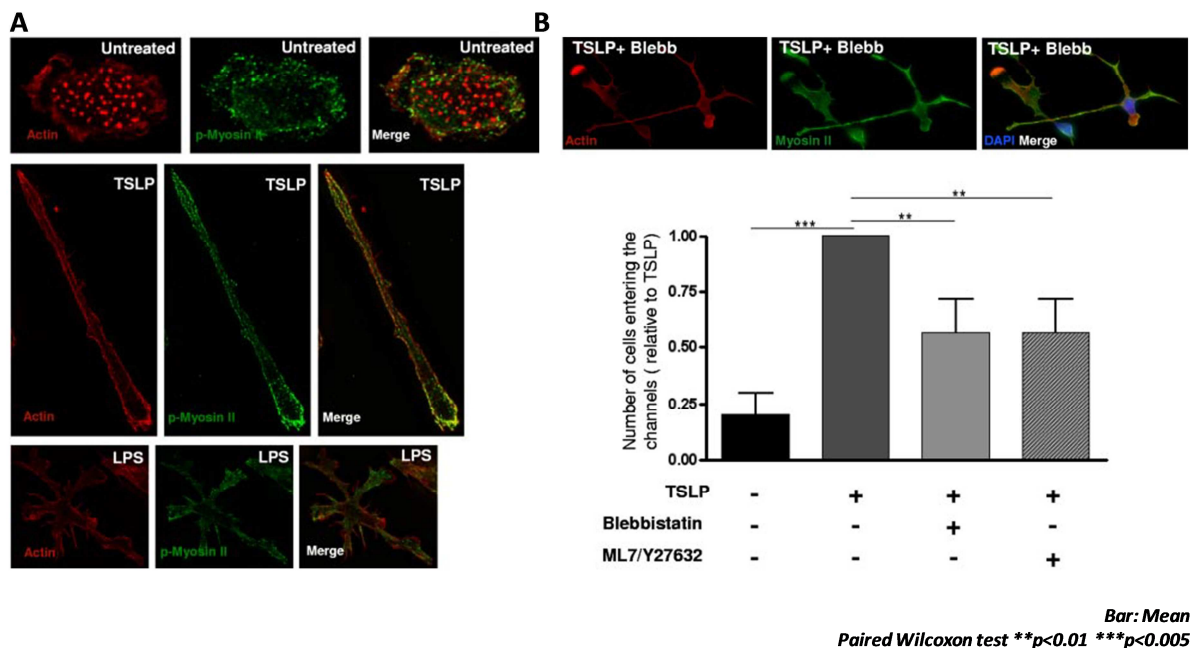 A
Untreated Untreated Untreated
Actin p-Myosin II Merge
TSLP TSLP TSLP
Actin p-Myosin II Merge
LPS LPS LPS
Actin p-Myosin II Merge
B
TSLP+ Blebb TSLP+ Blebb TSLP+ Blebb
Actin Myosin II DAPI Merge
**
*** **
Number of cells entering the
channels ( relative to TSLP)
1.00
0.75
0.50
0.25
0.00
TSLP - + + +
Blebbistatin - - + -
ML7/Y27632 - - - +
Bar: Mean
Paired Wilcoxon test **p<0.01 ***p<0.005